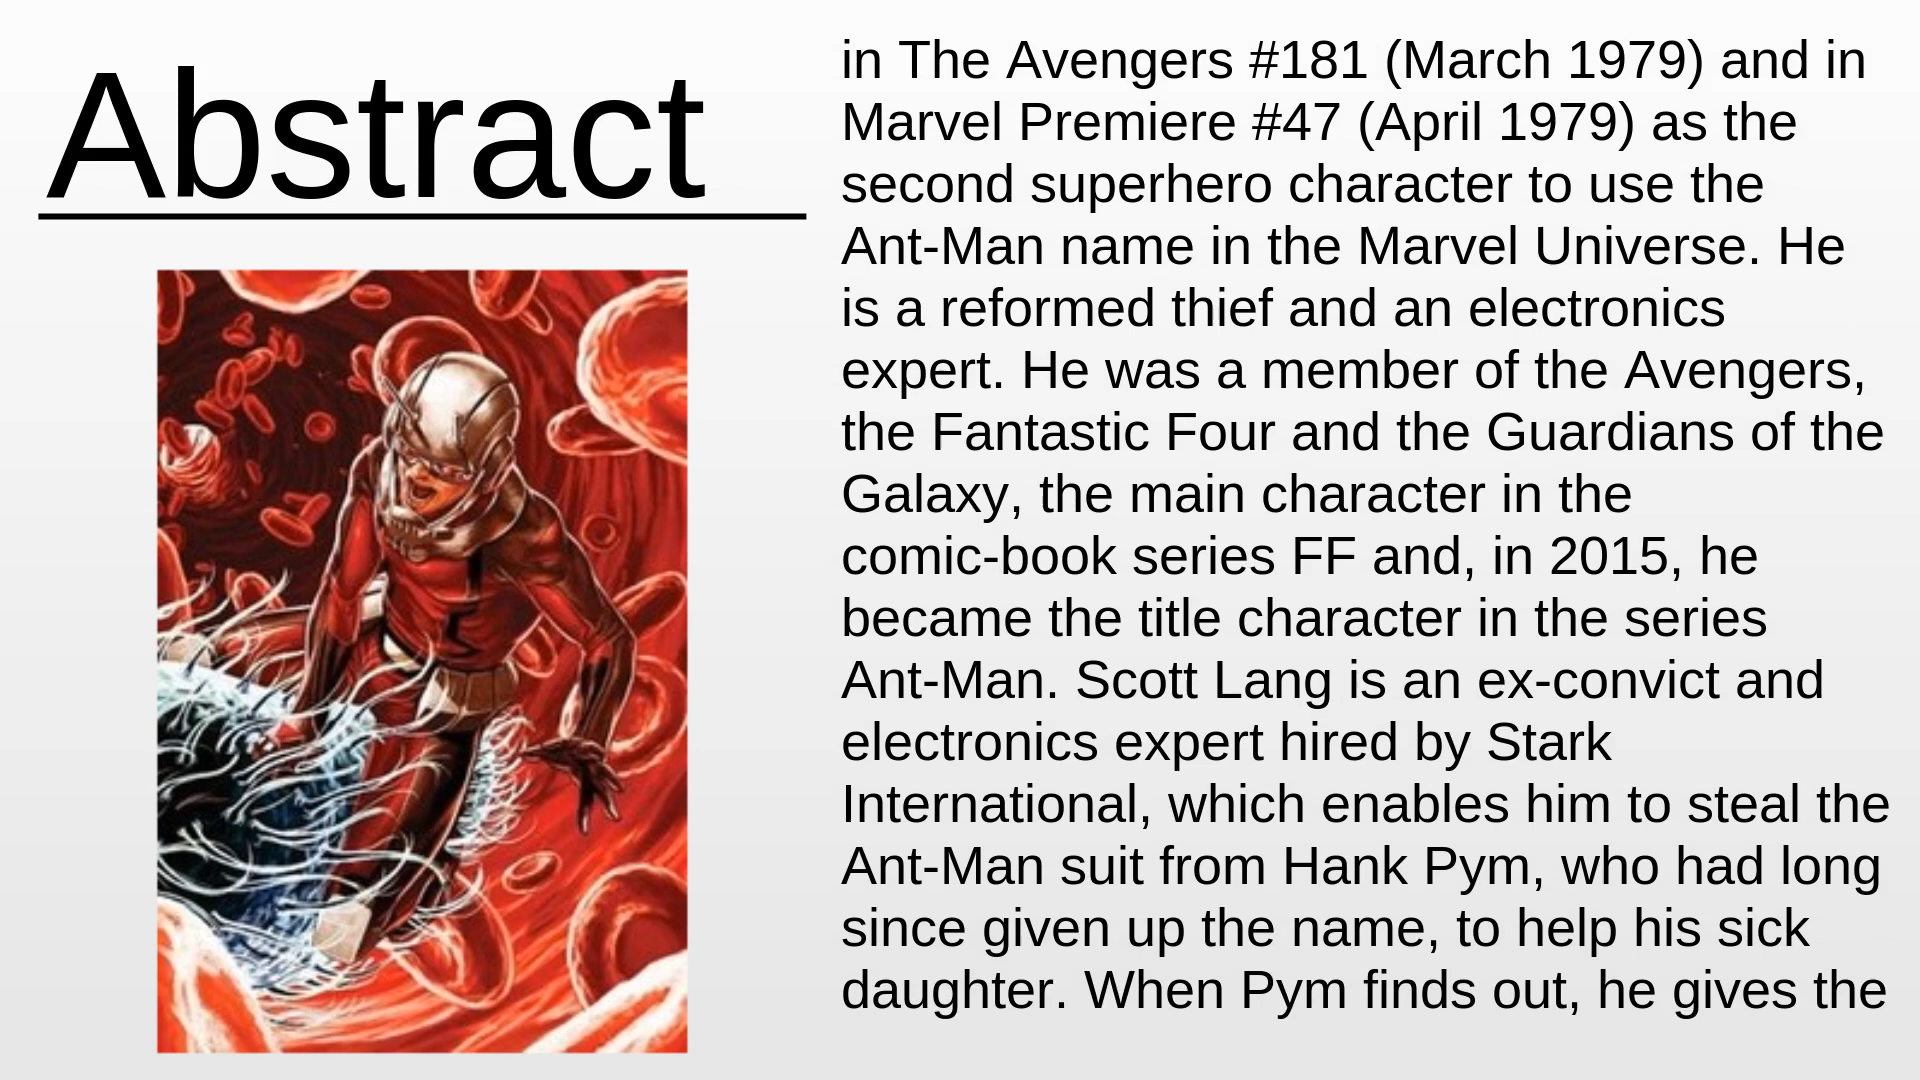 Abstract
in The Avengers #181 (March 1979) and in
Marvel Premiere #47 (April 1979) as the
second superhero character to use the
Ant-Man name in the Marvel Universe. He
is a reformed thief and an electronics
expert. He was a member of the Avengers,
the Fantastic Four and the Guardians of the
Galaxy, the main character in the
comic-book series FF and, in 2015, he
became the title character in the series
Ant-Man. Scott Lang is an ex-convict and
electronics expert hired by Stark
International, which enables him to steal the
Ant-Man suit from Hank Pym, who had long
since given up the name, to help his sick
daughter. When Pym finds out, he gives the